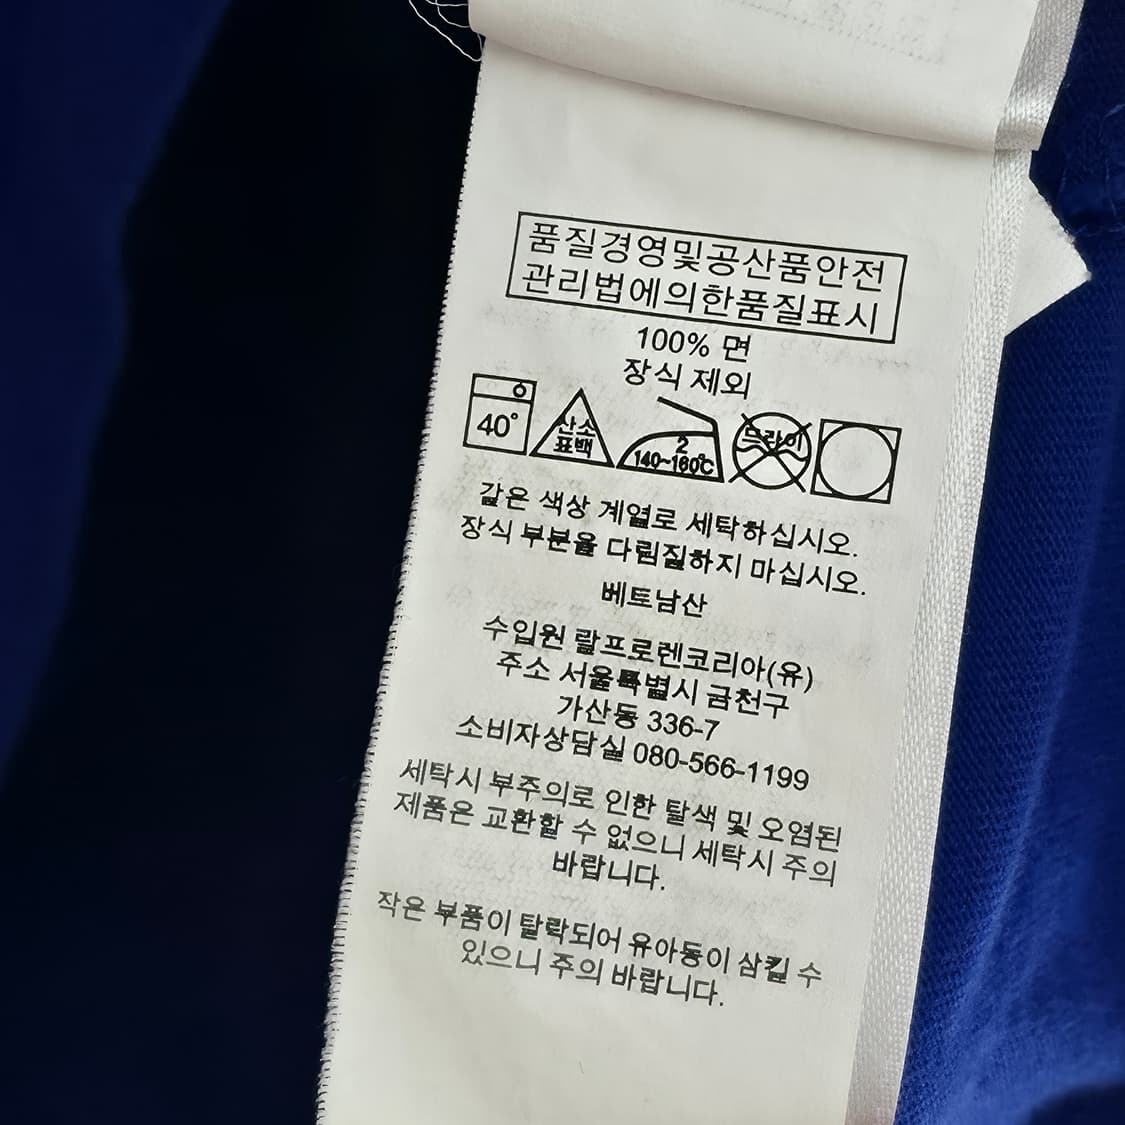 품질경영및공산품안전
관리법에의한품질표시
100% 면
장식 제외
40°
산소
표백
2
140~160℃
드라이
같은 색상 계열로 세탁하십시오.
장식 부분을 다림질하지 마십시오.
베트남산
수입원 랄프로렌코리아(유)
주소 서울특별시 금천구
가산동 336-7
소비자상담실 080-566-1199
세탁시 부주의로 인한 탈색 및 오염된
제품은 교환할 수 없으니 세탁시 주의
바랍니다.
작은 부품이 탈락되어 유아동이 삼킬 수
있으니 주의 바랍니다.